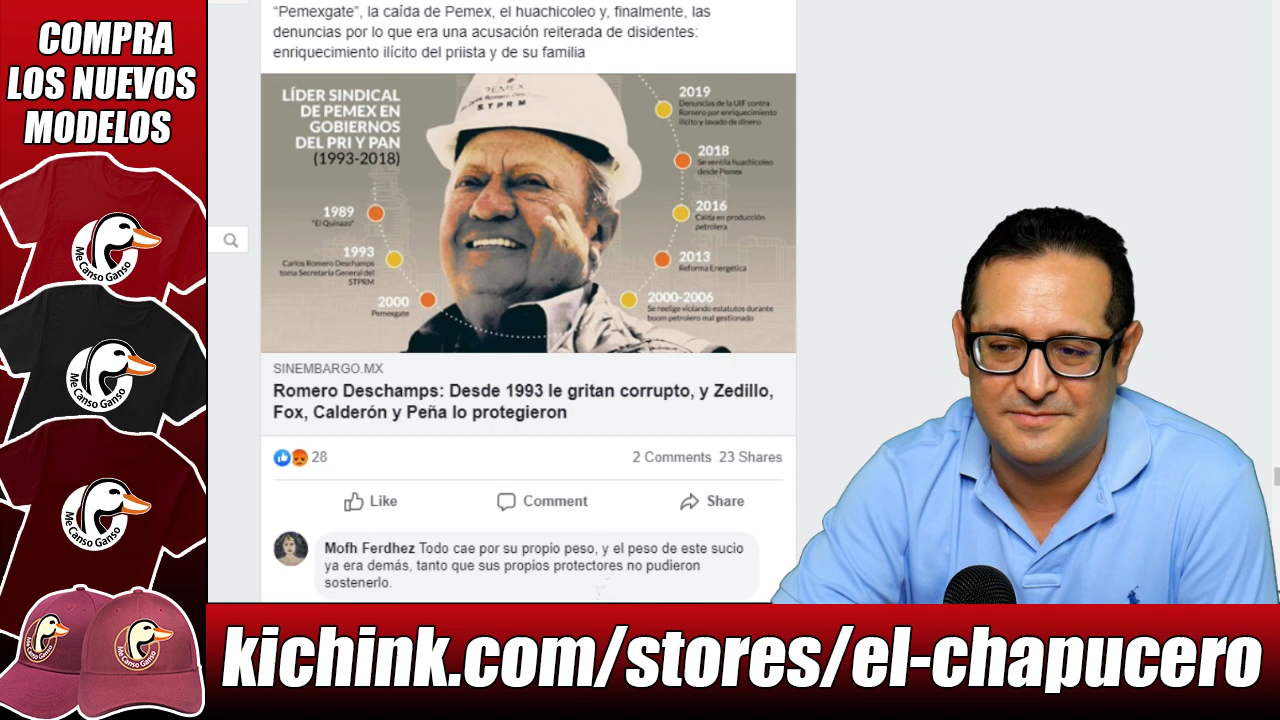 COMPRA
LOS NUEVOS
MODELOS
Me Canso Ganso
Me Canso Ganso
Me Canso Ganso
Me Canso Ganso
Me Canso Ganso
“Pemexgate”, la caída de Pemex, el huachicoleo y, finalmente, las
denuncias por lo que era una acusación reiterada de disidentes:
enriquecimiento ilícito del priista y de su familia
LÍDER SINDICAL
DE PEMEX EN
GOBIERNOS
DEL PRI Y PAN
(1993-2018)
PEMEX
STPRM
1989
"El Quinazo"
1993
Carlos Romero Deschamps
toma Secretaría General del
STPRM
2000
Pemexgate
2019
Denuncias de la UIF contra
Romero por enriquecimiento
ilícito y lavado de dinero
2018
Se ventila huachicoleo
desde Pemex
2016
Caída en producción
petrolera
2013
Reforma Energética
2000-2006
Se reelige violando estatutos durante
boom petrolero mal gestionado
SINEMBARGO.MX
Romero Deschamps: Desde 1993 le gritan corrupto, y Zedillo,
Fox, Calderón y Peña lo protegieron
28
2 Comments 23 Shares
Like Comment Share
Mofh Ferdhez Todo cae por su propio peso, y el peso de este sucio
ya era demás, tanto que sus propios protectores no pudieron
sostenerlo.
kichink.com/stores/el-chapucero